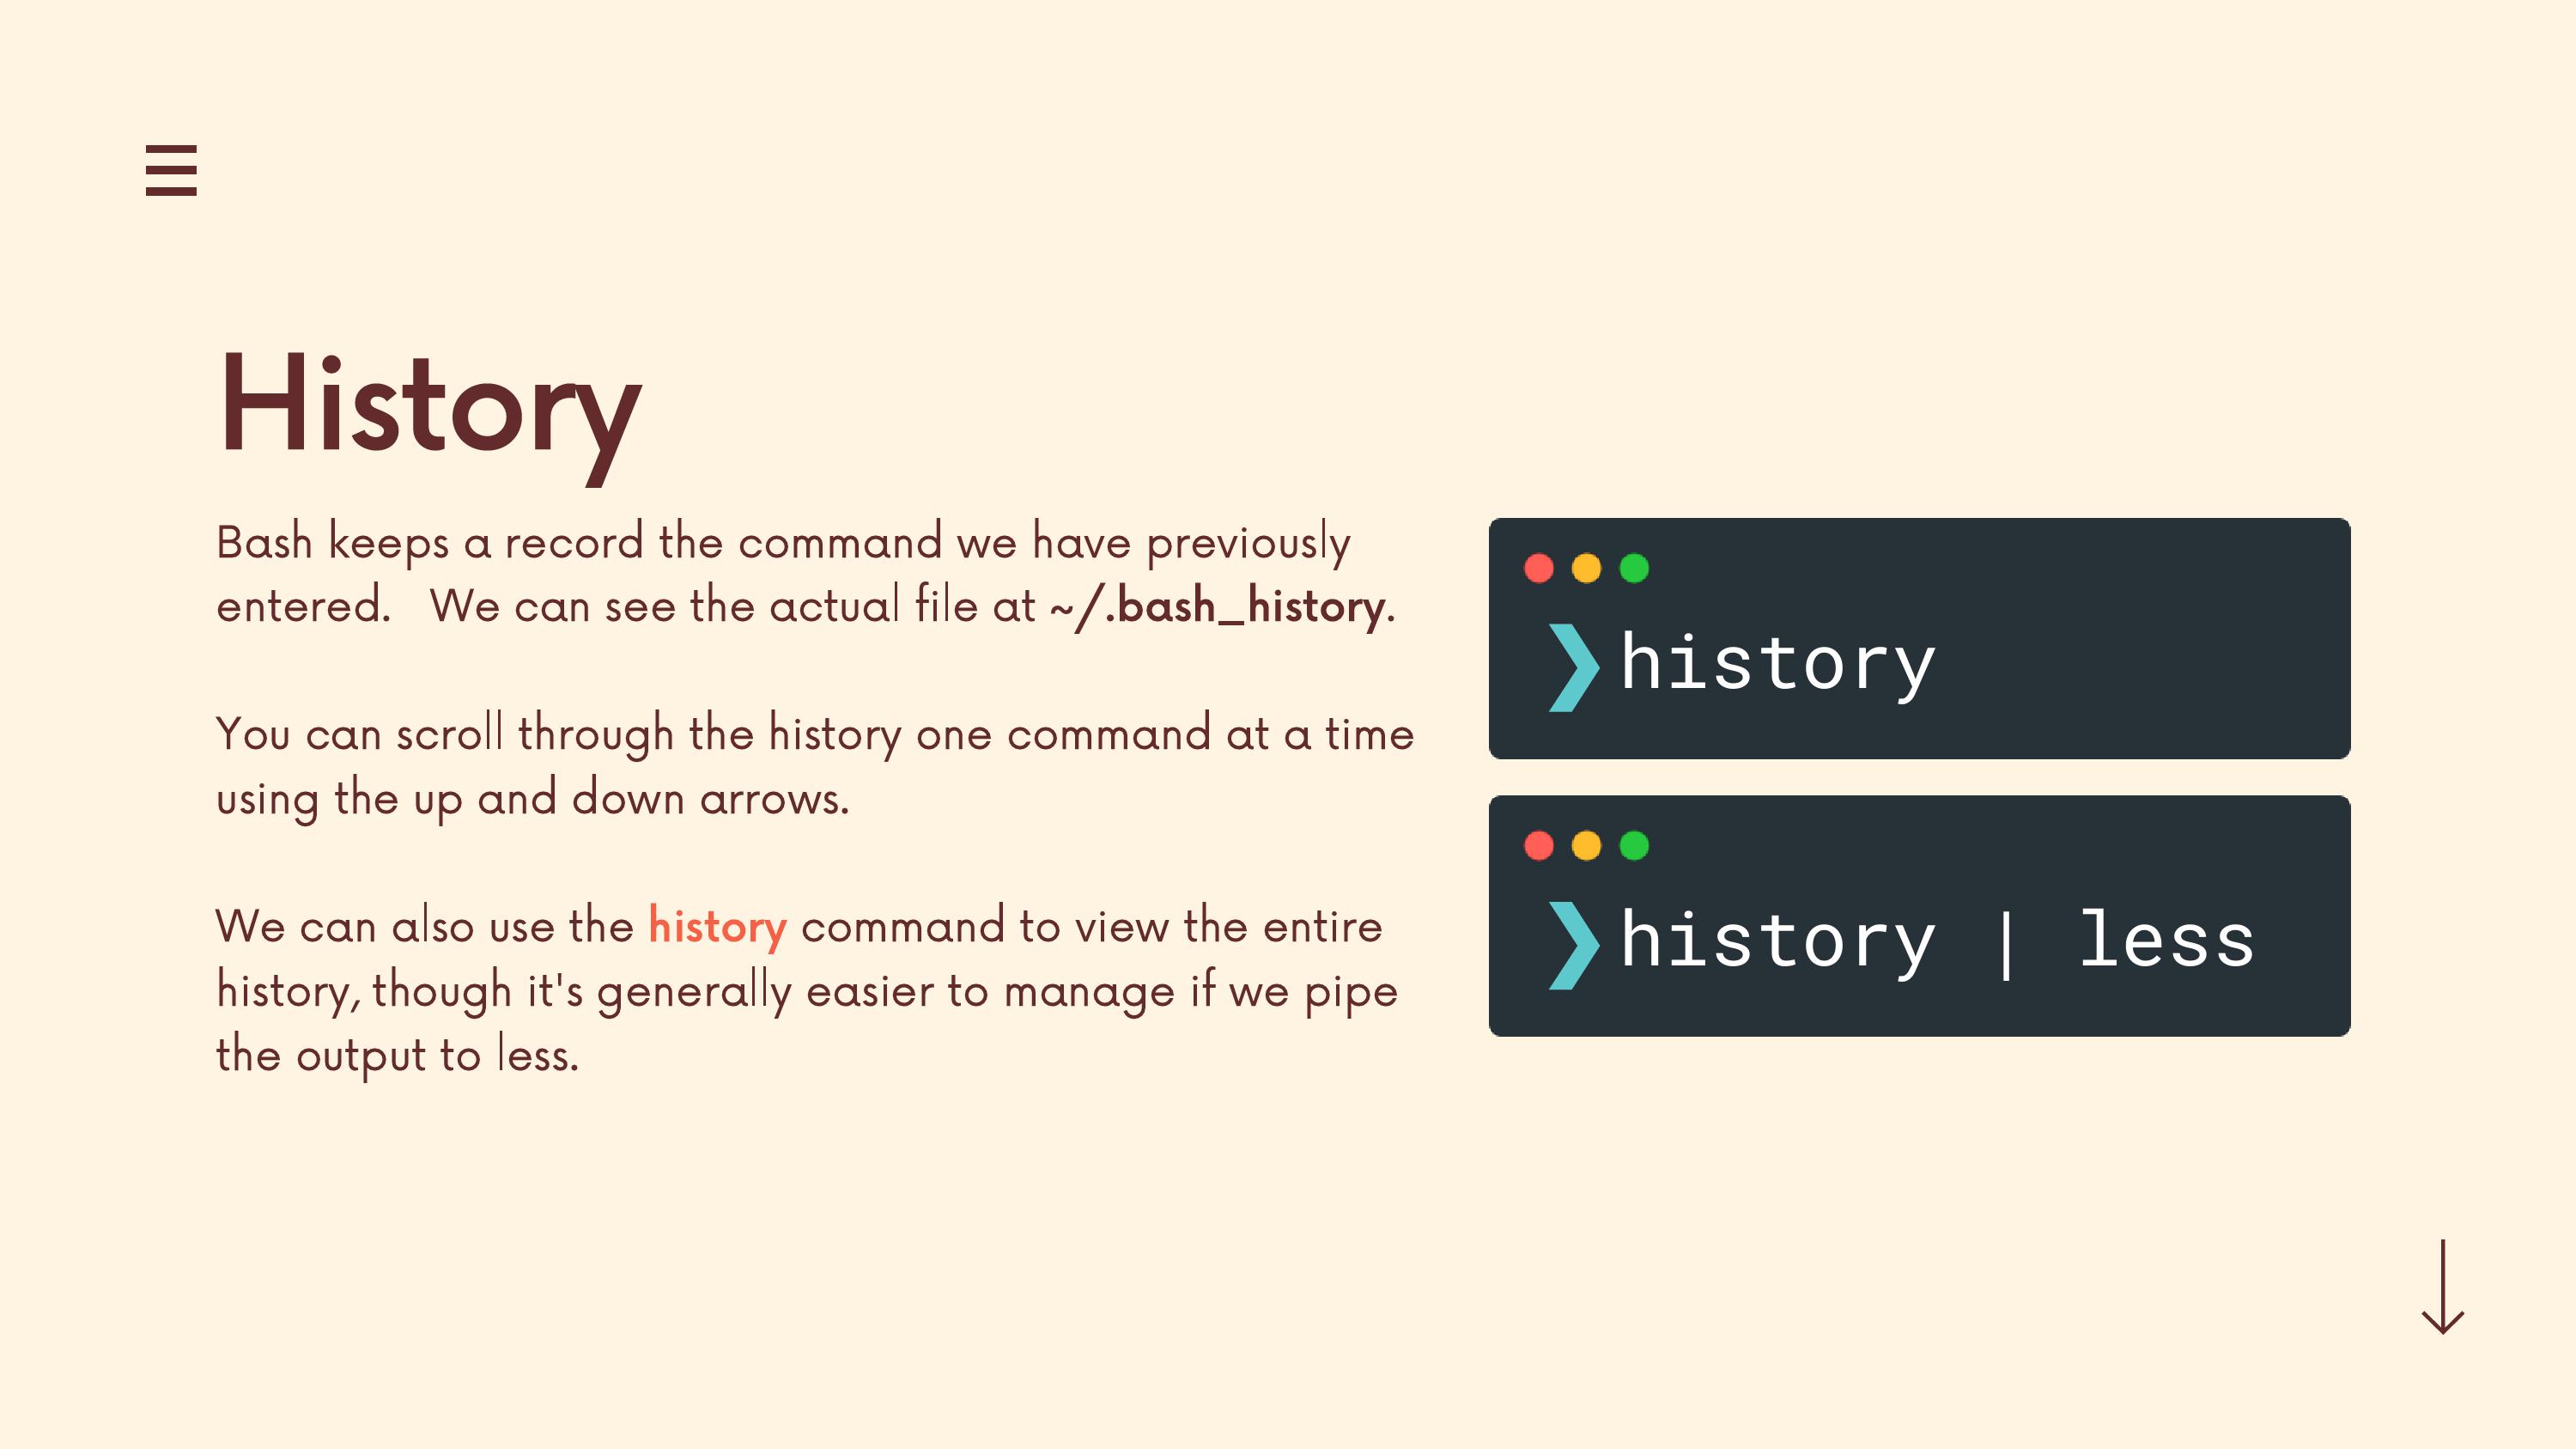 History
Bash keeps a record the command we have previously
entered.   We can see the actual file at ~/.bash_history.
You can scroll through the history one command at a time
using the up and down arrows.
We can also use the history command to view the entire
history, though it's generally easier to manage if we pipe
the output to less.
❯ history
❯ history | less